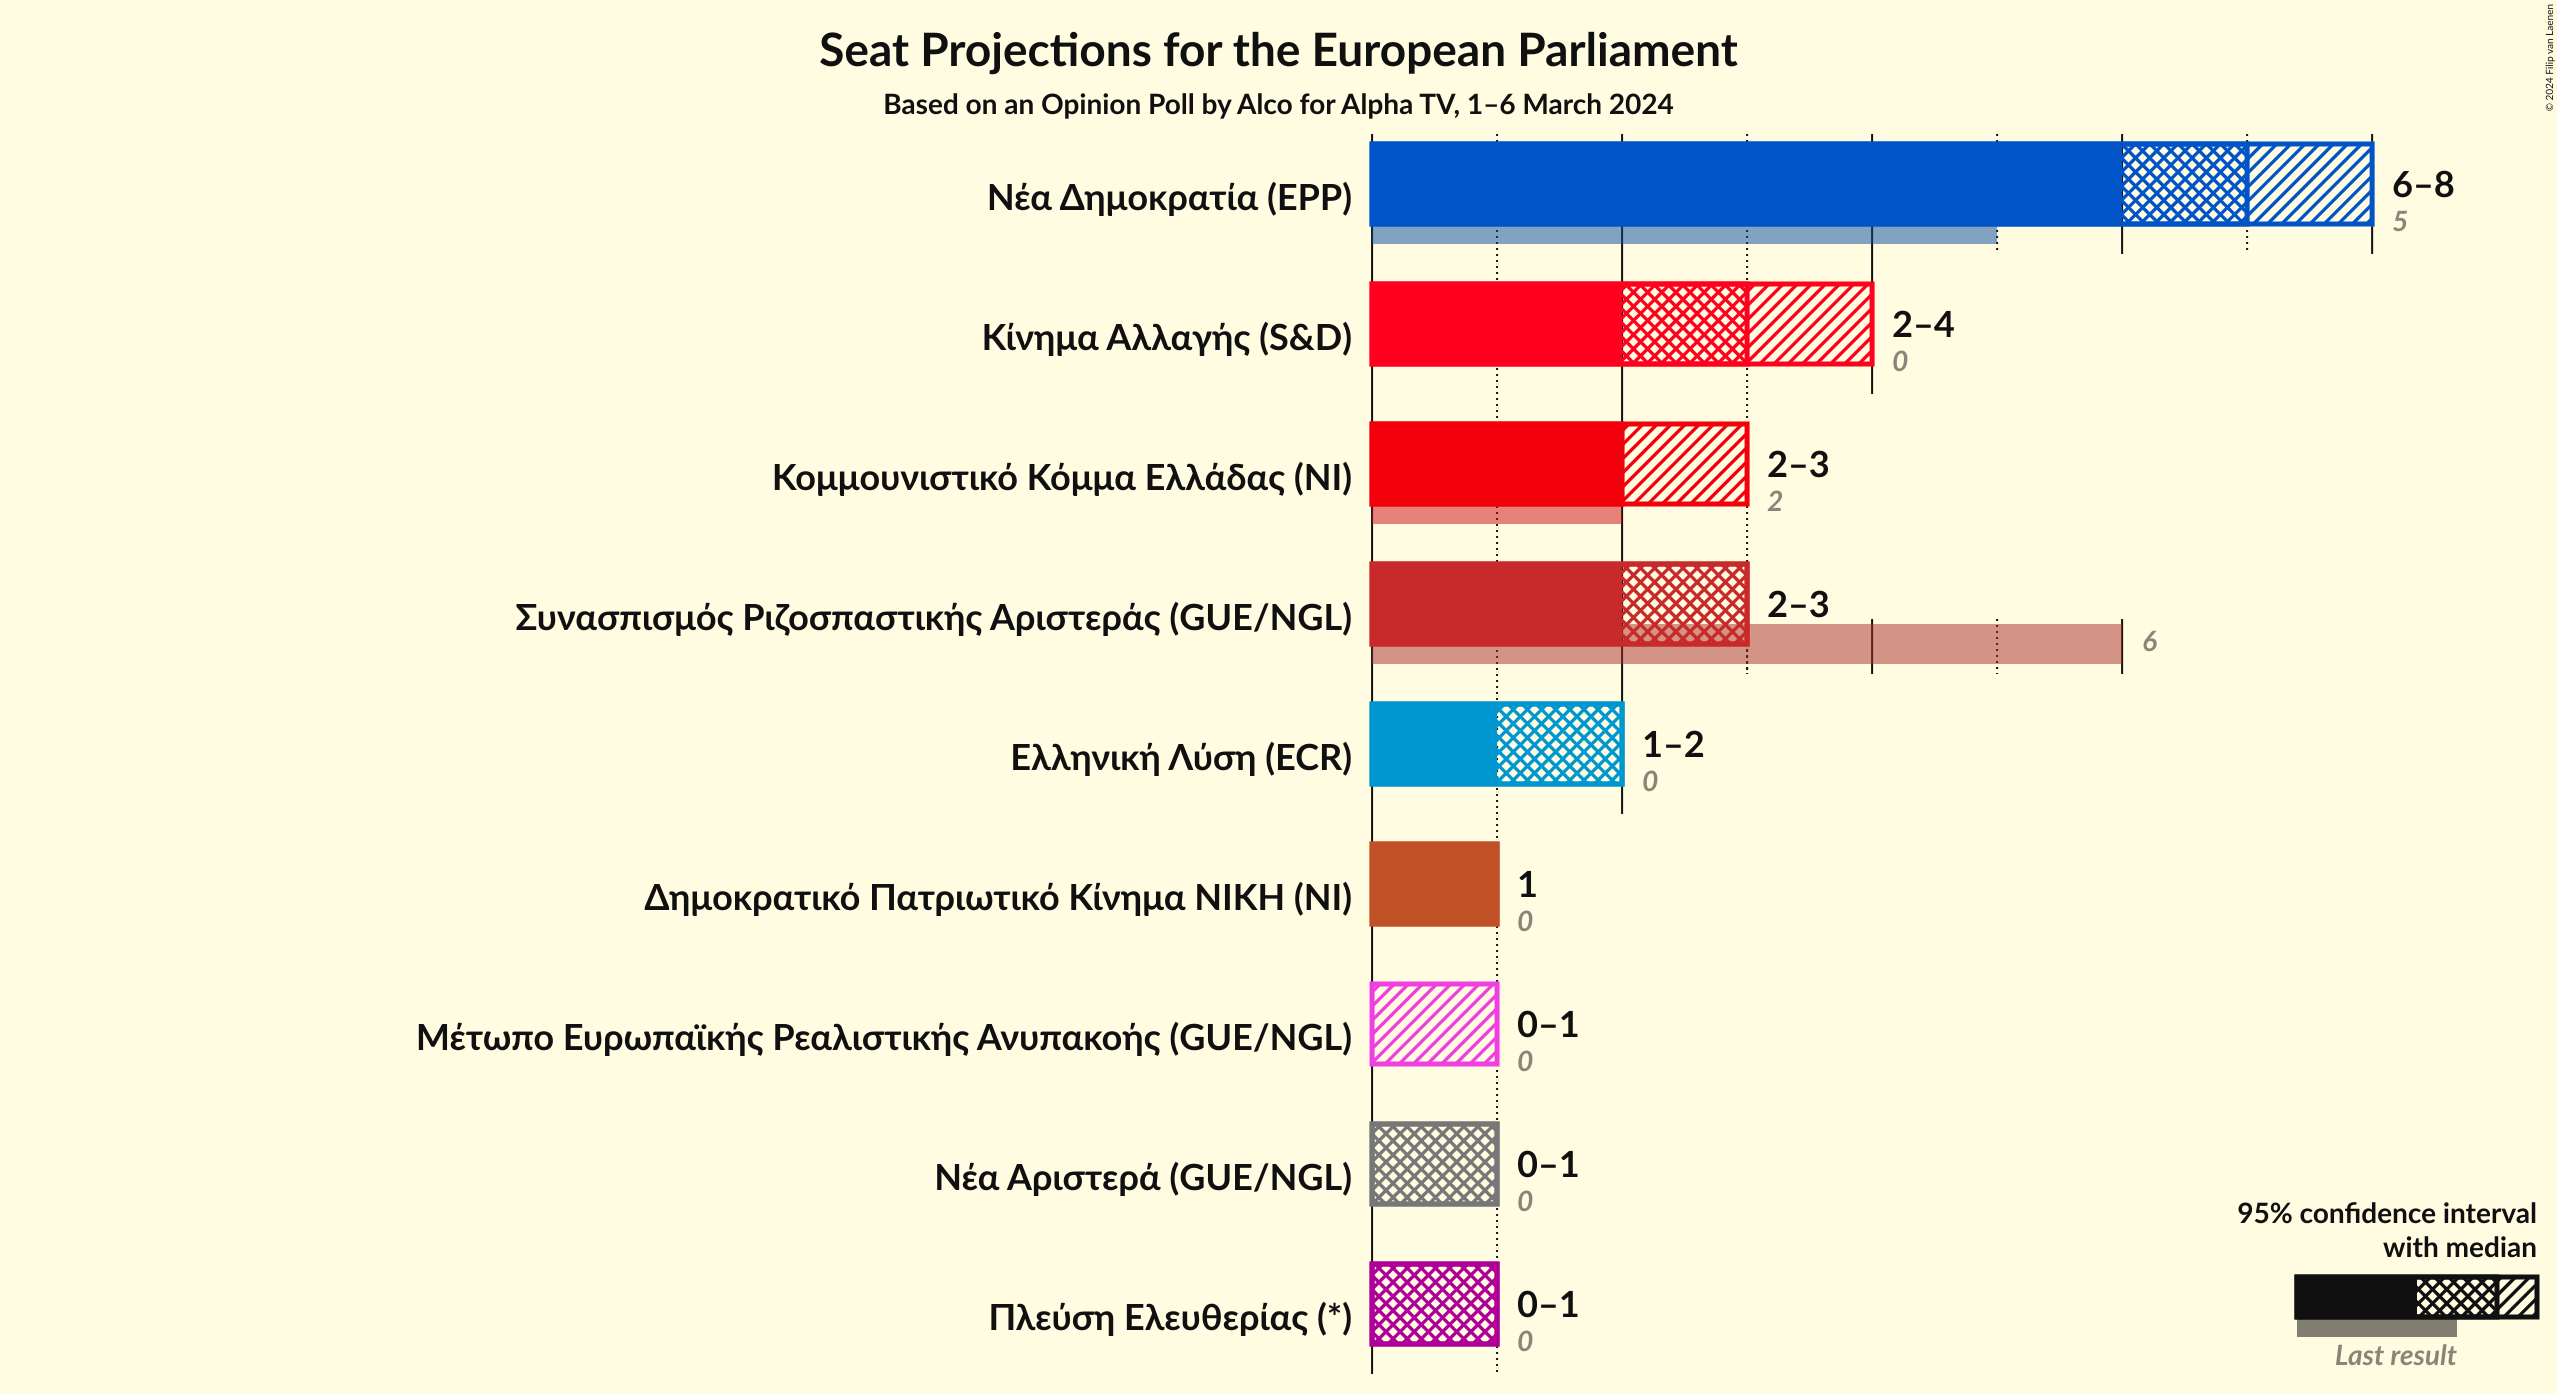 Seat Projections for the European Parliament
Based on an Opinion Poll by Alco for Alpha TV, 1–6 March 2024
© 2024 Filip van Laenen
Νέα Δημοκρατία (EPP)
6–8
5
Κίνημα Αλλαγής (S&D)
2–4
0
Κομμουνιστικό Κόμμα Ελλάδας (NI)
2–3
2
Συνασπισμός Ριζοσπαστικής Αριστεράς (GUE/NGL)
2–3
6
Ελληνική Λύση (ECR)
1–2
0
Δημοκρατικό Πατριωτικό Κίνημα ΝΙΚΗ (NI)
1
0
Μέτωπο Ευρωπαϊκής Ρεαλιστικής Ανυπακοής (GUE/NGL)
0–1
0
Νέα Αριστερά (GUE/NGL)
0–1
0
Πλεύση Ελευθερίας (*)
0–1
0
95% confidence interval
with median
Last result